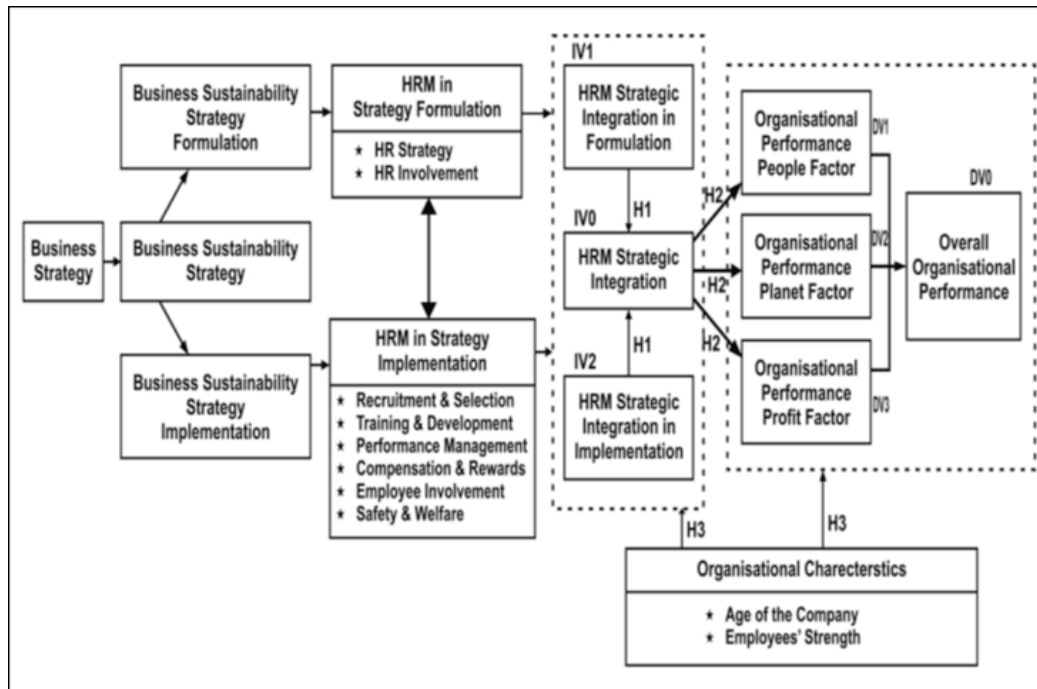 Business
Strategy
Business Sustainability
Strategy
Formulation
Business Sustainability
Strategy
Business Sustainability
Strategy
Implementation
HRM in
Strategy Formulation
★ HR Strategy
★ HR Involvement
HRM in Strategy
Implementation
★ Recruitment & Selection
★ Training & Development
★ Performance Management
★ Compensation & Rewards
★ Employee Involvement
★ Safety & Welfare
IV1
HRM Strategic
Integration in
Formulation
H1
IV0
HRM Strategic
Integration
H1
IV2
HRM Strategic
Integration in
Implementation
H2
H2
H2
Organisational
Performance
People Factor
DV1
Organisational
Performance
Planet Factor
DV2
Organisational
Performance
Profit Factor
DV3
DV0
Overall
Organisational
Performance
H3
H3
Organisational Charecterstics
★ Age of the Company
★ Employees' Strength